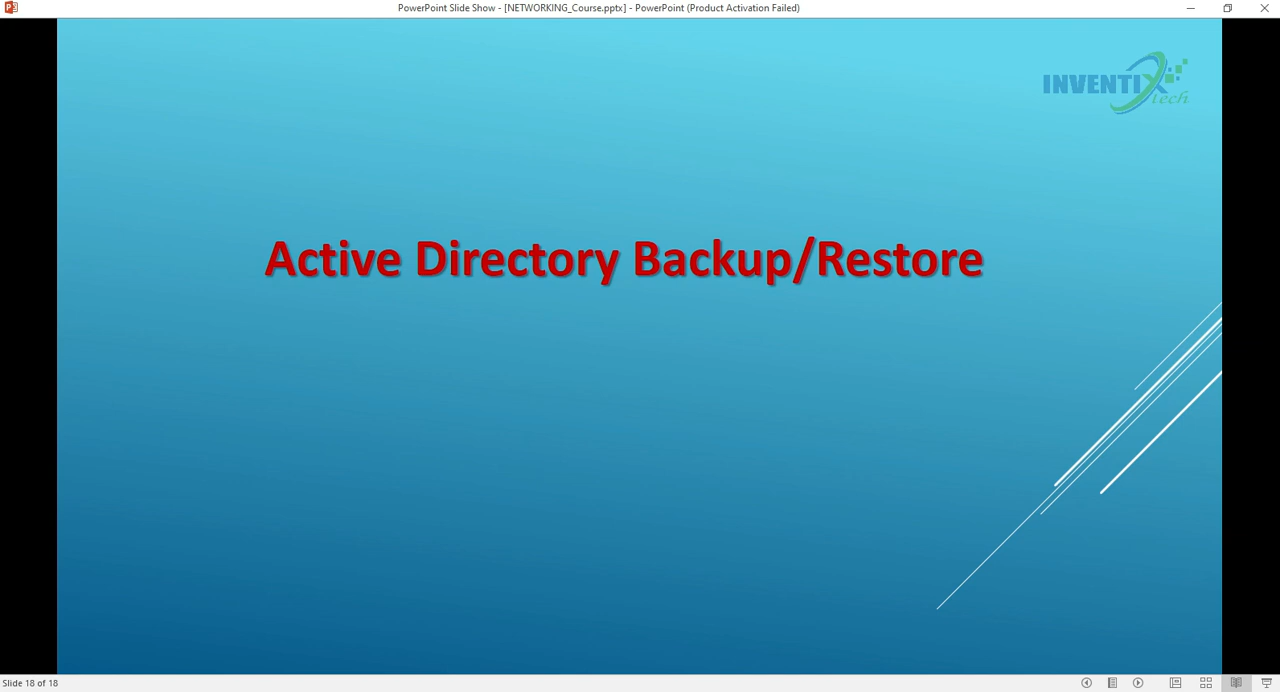 PowerPoint Slide Show - [NETWORKING_Course.pptx] - PowerPoint (Product Activation Failed)
INVENTIX
tech
Active Directory Backup/Restore
Slide 18 of 18